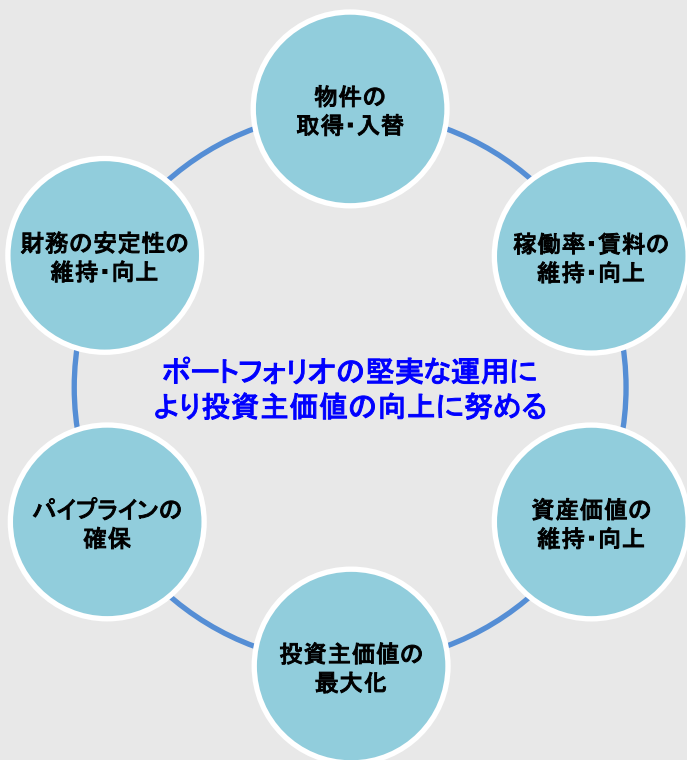 物件の
取得・入替
稼働率・賃料の
維持・向上
資産価値の
維持・向上
投資主価値の
最大化
パイプラインの
確保
財務の安定性の
維持・向上
ポートフォリオの堅実な運用に
より投資主価値の向上に努める